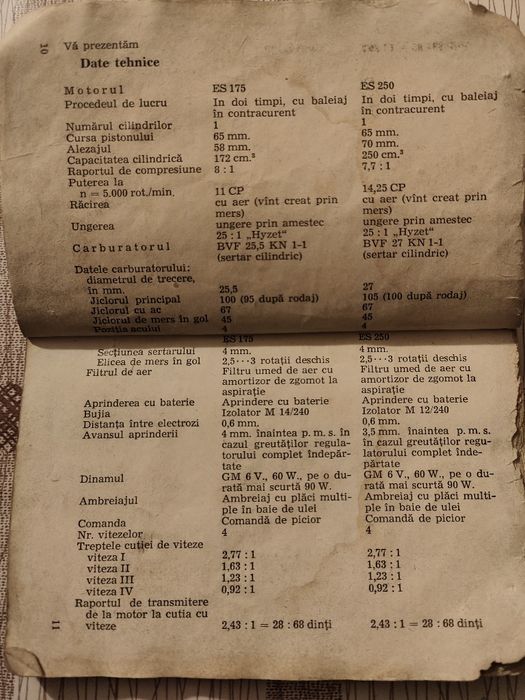 10
Vă prezentăm
Date tehnice
Motorul ES 175 ES 250
Procedeul de lucru In doi timpi, cu baleiaj In doi timpi, cu baleiaj
în contracurent în contracurent
Numărul cilindrilor 1 1
Cursa pistonului 65 mm. 65 mm.
Alezajul 58 mm. 70 mm.
Capacitatea cilindrică 172 cm.³ 250 cm.³
Raportul de compresiune 8 : 1 7,7 : 1
Puterea la
n = 5.000 rot./min. 11 CP 14,25 CP
Răcirea cu aer (vînt creat prin cu aer (vînt creat prin
mers) mers)
Ungerea ungere prin amestec ungere prin amestec
25 : 1 „Hyzet" 25 : 1 „Hyzet"
Carburatorul BVF 25,5 KN 1-1 BVF 27 KN 1-1
(sertar cilindric) (sertar cilindric)
Datele carburatorului:
diametrul de trecere,
în mm. 25,5 27
Jiclorul principal 100 (95 după rodaj) 105 (100 după rodaj)
Jiclorul cu ac 67 67
Jiclorul de mers în gol 45 45
Poziția acului 4 4
ES 175 ES 250
Secțiunea sertarului 4 mm. 4 mm.
Elicea de mers în gol 2,5···3 rotații deschis 2,5···3 rotații deschis
Filtrul de aer Filtru umed de aer cu Filtru umed de aer cu
amortizor de zgomot la amortizor de zgomot la
aspirație aspirație
Aprinderea cu baterie Aprindere cu baterie Aprindere cu baterie
Bujia Izolator M 14/240 Izolator M 12/240
Distanța între electrozi 0,6 mm. 0,6 mm.
Avansul aprinderii 4 mm. înaintea p. m. s. 3,5 mm. înaintea p. m. s.
în cazul greutăților regula- în cazul greutăților regu-
torului complet îndepăr- latorului complet înde-
tate părtate
Dinamul GM 6 V., 60 W., pe o du- GM 6 V., 60 W., pe o du-
rată mai scurtă 90 W. rată mai scurtă 90 W.
Ambreiajul Ambreiaj cu plăci multi- Ambreiaj cu plăci multi-
ple în baie de ulei ple în baie de ulei
Comanda Comandă de picior Comandă de picior
Nr. vitezelor 4 4
Treptele cutiei de viteze
viteza I 2,77 : 1 2,77 : 1
viteza II 1,63 : 1 1,63 : 1
viteza III 1,23 : 1 1,23 : 1
viteza IV 0,92 : 1 0,92 : 1
Raportul de transmitere
de la motor la cutia cu
viteze 2,43 : 1 = 28 : 68 dinți 2,43 : 1 = 28 : 68 dinți
11